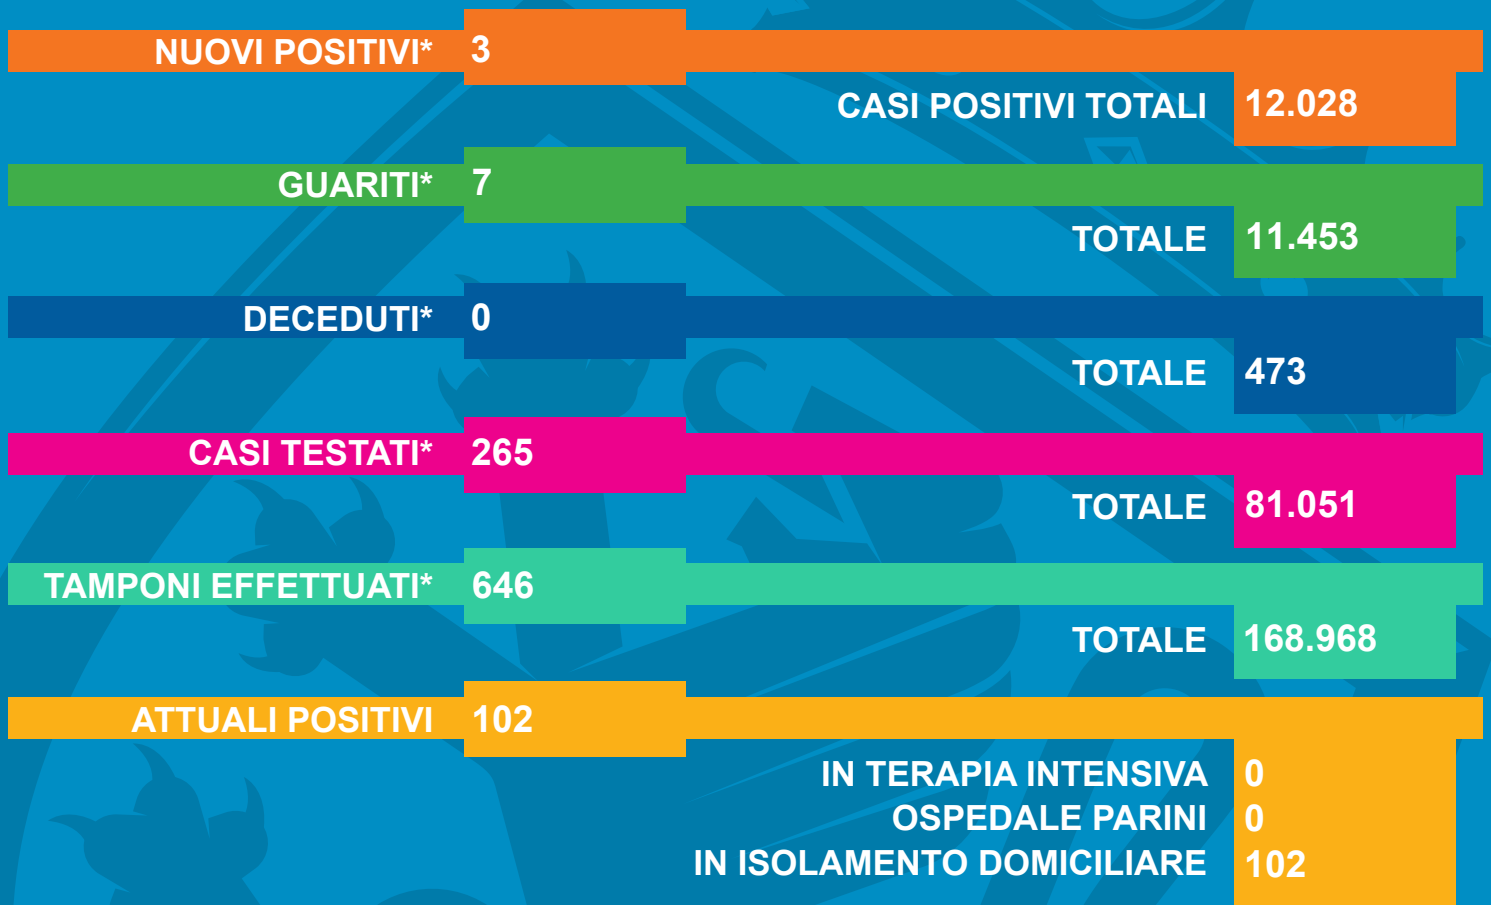 NUOVI POSITIVI* 3
CASI POSITIVI TOTALI 12.028
GUARITI* 7
TOTALE 11.453
DECEDUTI* 0
TOTALE 473
CASI TESTATI* 265
TOTALE 81.051
TAMPONI EFFETTUATI* 646
TOTALE 168.968
ATTUALI POSITIVI 102
IN TERAPIA INTENSIVA 0
OSPEDALE PARINI 0
IN ISOLAMENTO DOMICILIARE 102